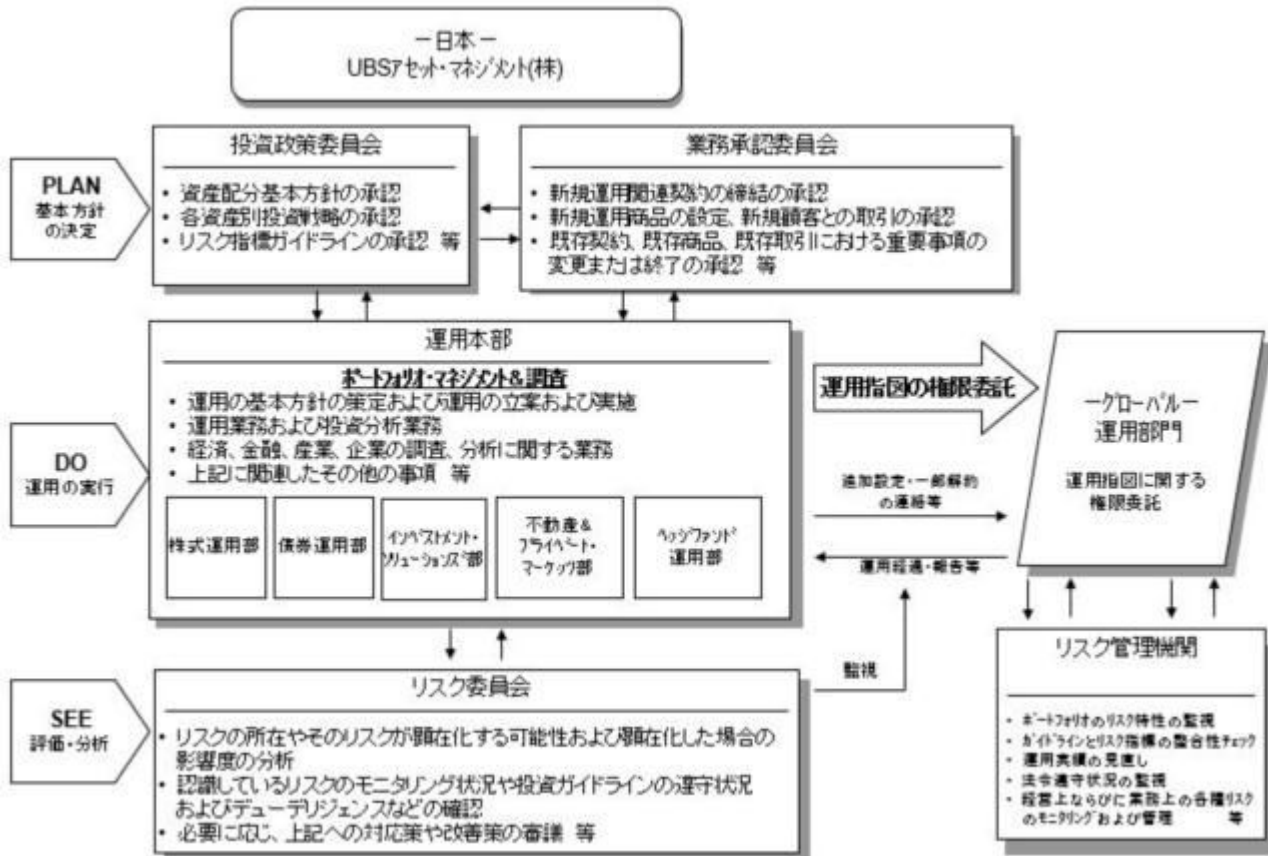 －日本－
UBSアセット・マネジメント(株)
PLAN
基本方針
の決定
投資政策委員会
・ 資産配分基本方針の承認
・ 各資産別投資戦略の承認
・ リスク指標ガイドラインの承認 等
業務承認委員会
・ 新規運用関連契約の締結の承認
・ 新規運用商品の設定、新規顧客との取引の承認
・ 既存契約、既存商品、既存取引における重要事項の
変更または終了の承認 等
DO
運用の実行
運用本部
ポートフォリオ・マネジメント&調査
・ 運用の基本方針の策定および運用の立案および実施
・ 運用業務および投資分析業務
・ 経済、金融、産業、企業の調査、分析に関する業務
・ 上記に関連したその他の事項 等
株式運用部
債券運用部
インベストメント・
ソリューションズ部
不動産&
プライベート・
マーケッツ部
ヘッジファンド
運用部
運用指図の権限委託
追加設定・一部解約
の連絡等
運用経過・報告等
監視
－グローバル－
運用部門
運用指図に関する
権限委託
SEE
評価・分析
リスク委員会
・ リスクの所在やそのリスクが顕在化する可能性および顕在化した場合の
影響度の分析
・ 認識しているリスクのモニタリング状況や投資ガイドラインの遵守状況
およびデューデリジェンスなどの確認
・ 必要に応じ、上記への対応策や改善策の審議 等
リスク管理機関
・ ポートフォリオのリスク特性の監視
・ ガイドラインとリスク指標の整合性チェック
・ 運用実績の見直し
・ 法令遵守状況の監視
・ 経営上ならびに業務上の各種リスク
のモニタリングおよび管理 等